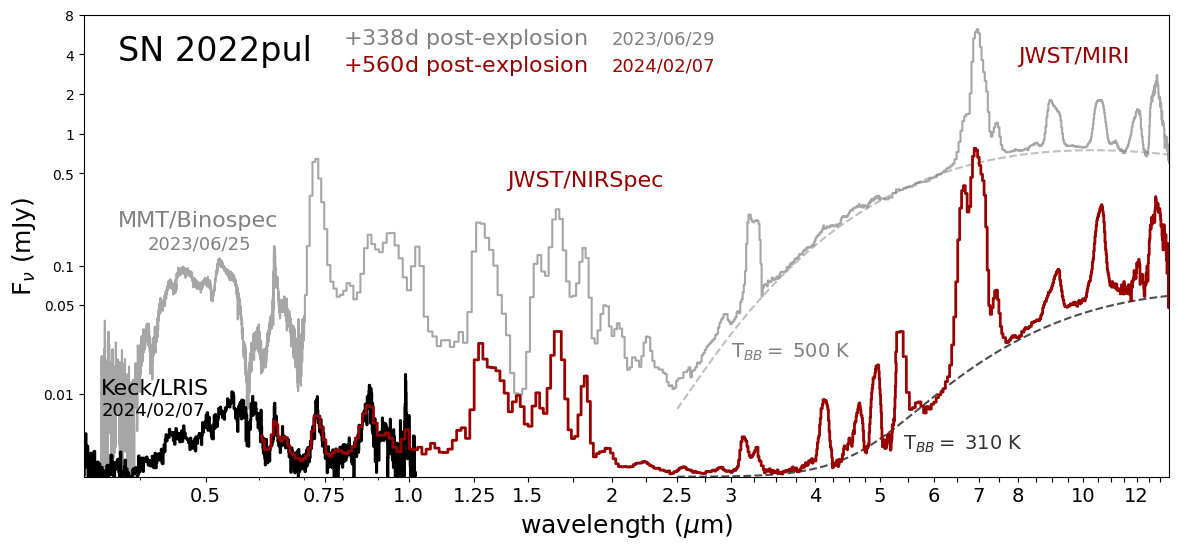 SN 2022pul
+338d post-explosion 2023/06/29
+560d post-explosion 2024/02/07
JWST/MIRI
JWST/NIRSpec
MMT/Binospec
2023/06/25
Keck/LRIS
2024/02/07
T_BB = 500 K
T_BB = 310 K
F_ν (mJy)
8
4
2
1
0.5
0.1
0.05
0.01
0.5 0.75 1.0 1.25 1.5 2 2.5 3 4 5 6 7 8 10 12
wavelength (μm)